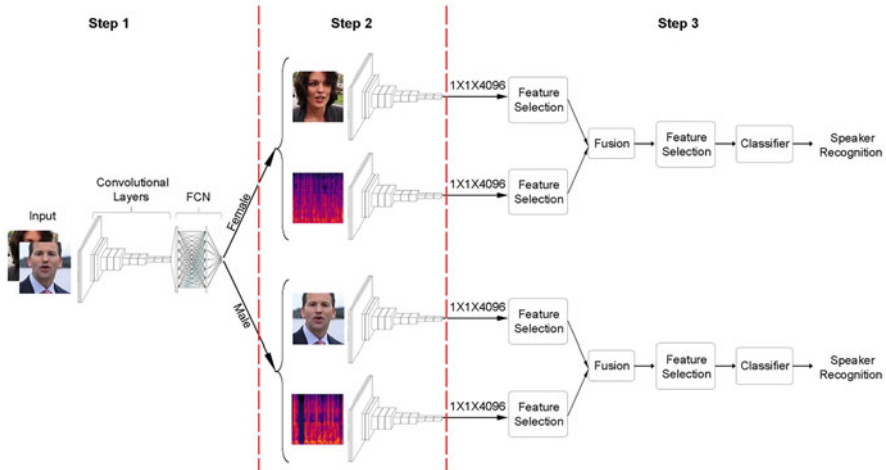 Step 1
Step 2
Step 3
Input
Convolutional
Layers
FCN
Female
Male
1X1X4096
Feature
Selection
1X1X4096
Feature
Selection
Fusion
Feature
Selection
Classifier
Speaker
Recognition
1X1X4096
Feature
Selection
1X1X4096
Feature
Selection
Fusion
Feature
Selection
Classifier
Speaker
Recognition